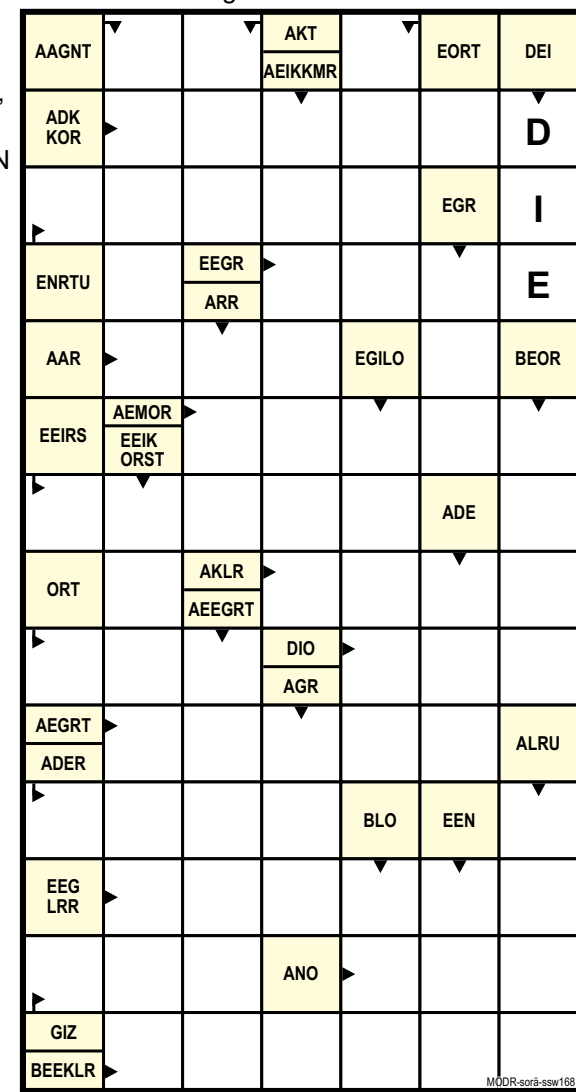 g
AAGNT
AKT
AEIKKMR
EORT
DEI
,
ADK
KOR
D
N
EGR
I
ENRTU
EEGR
ARR
E
AAR
EGILO
BEOR
EEIRS
AEMOR
EEIK
ORST
ADE
ORT
AKLR
AEEGRT
DIO
AGR
AEGRT
ADER
ALRU
BLO
EEN
EEG
LRR
ANO
GIZ
BEEKLR
MÖDR-sorä-ssw168